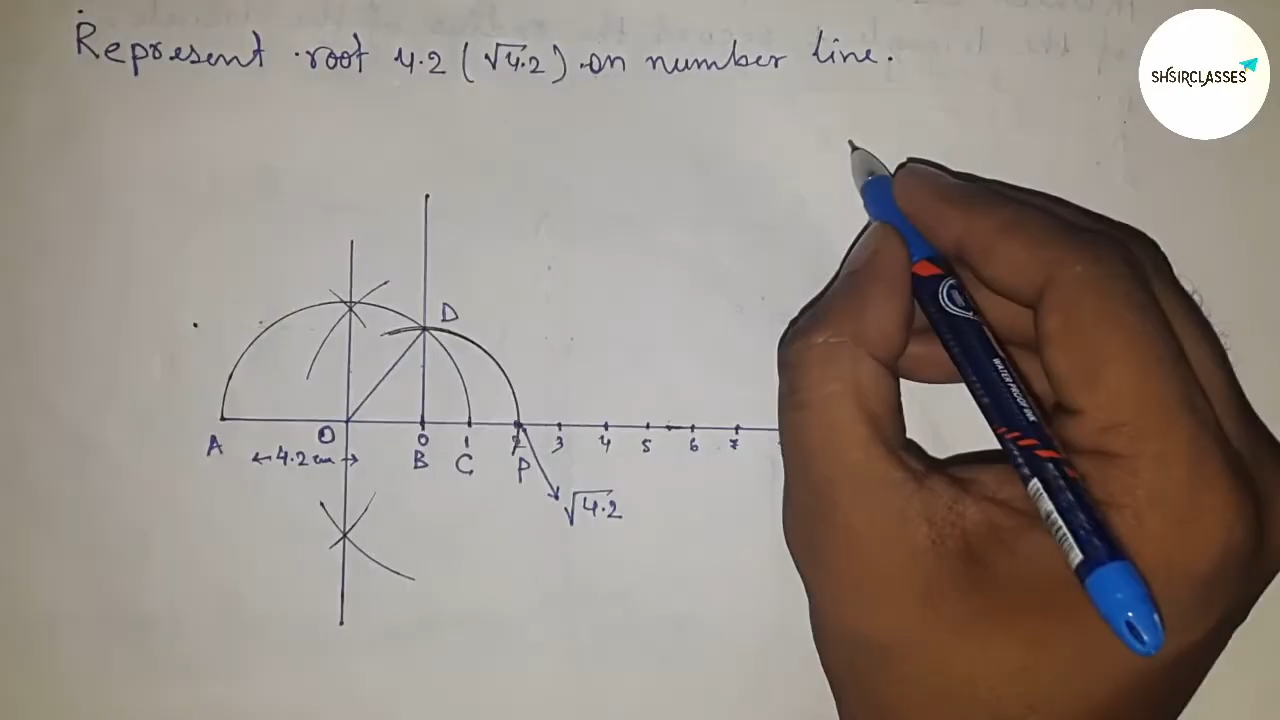 Represent root 4.2 (√4.2) on number line.
SHSIRCLASSES
D
A O 0 1 2 3 4 5 6 7
4.2 cm B C P
√4.2
WATER PROOF INK